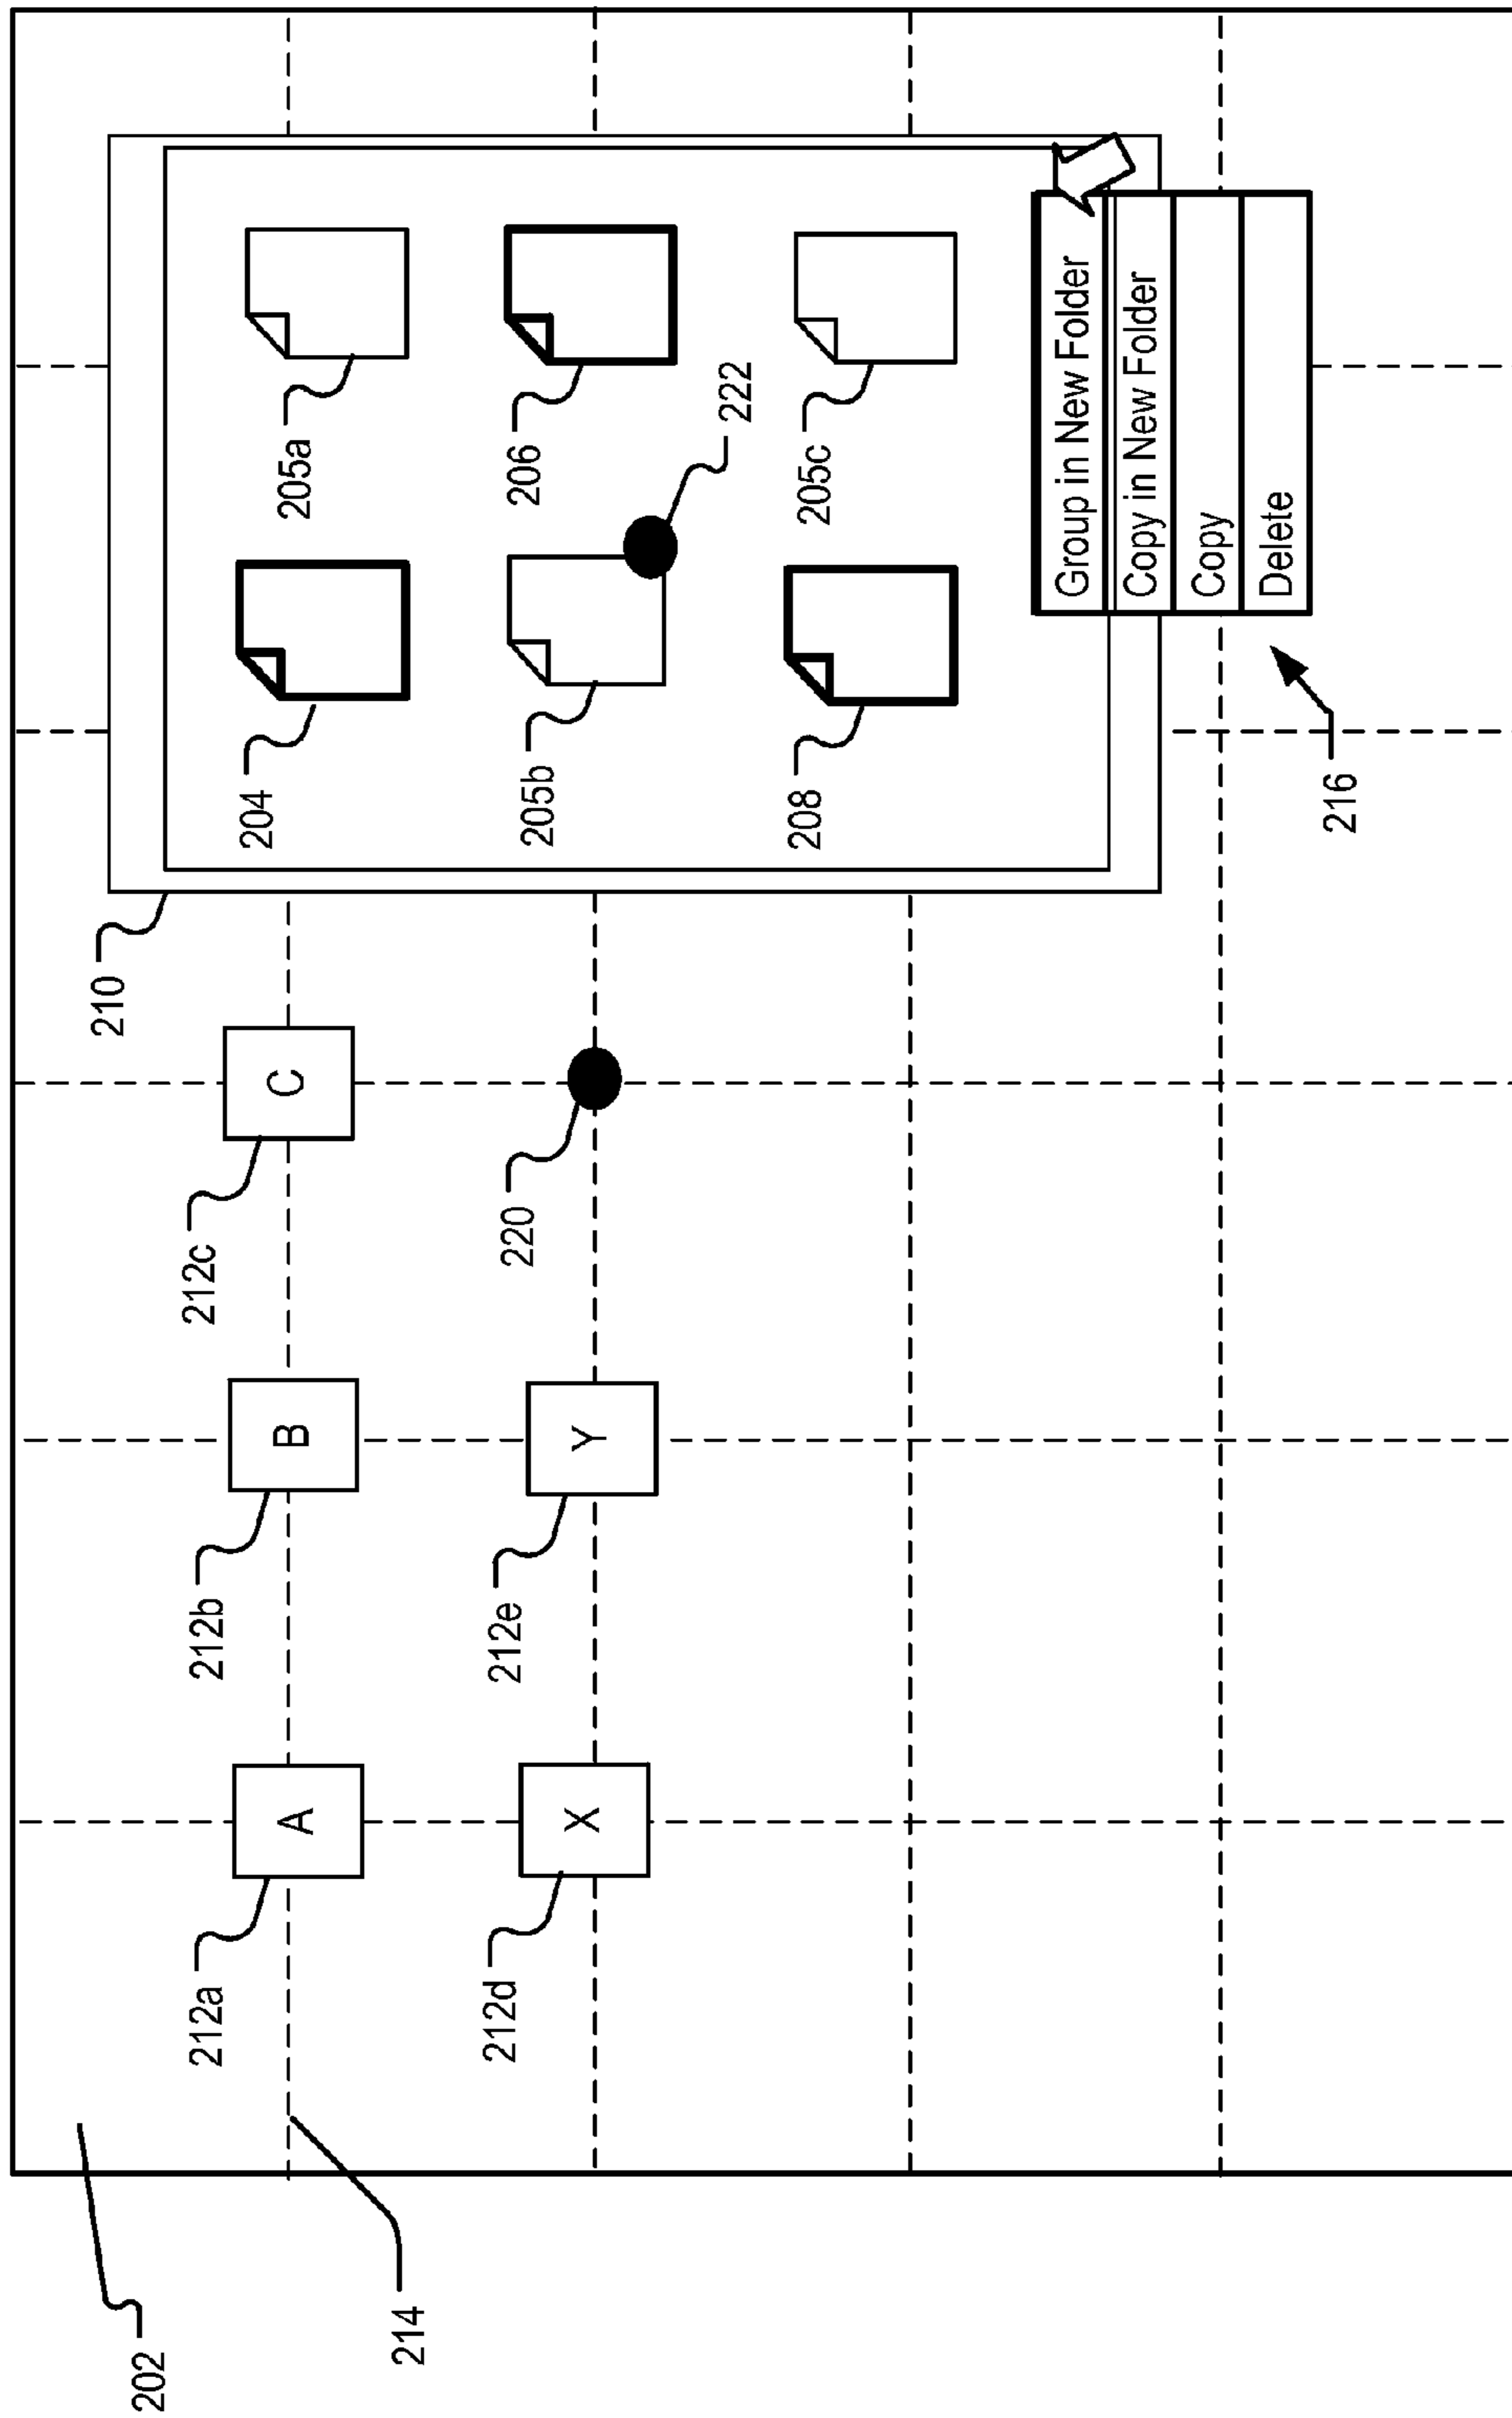 210
202
212a
212b
212c
204
205a
A
B
C
214
212d
212e
220
205b
206
X
Y
222
208
205c
Group in New Folder
Copy in New Folder
Copy
Delete
216